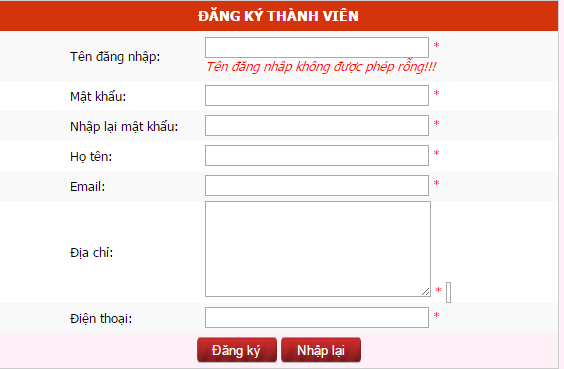 ĐĂNG KÝ THÀNH VIÊN
Tên đăng nhập: *
Tên đăng nhâp không được phép rỗng!!!
Mật khẩu: *
Nhập lại mật khẩu: *
Họ tên: *
Email: *
Địa chỉ: *
Điện thoại: *
Đăng ký Nhập lại